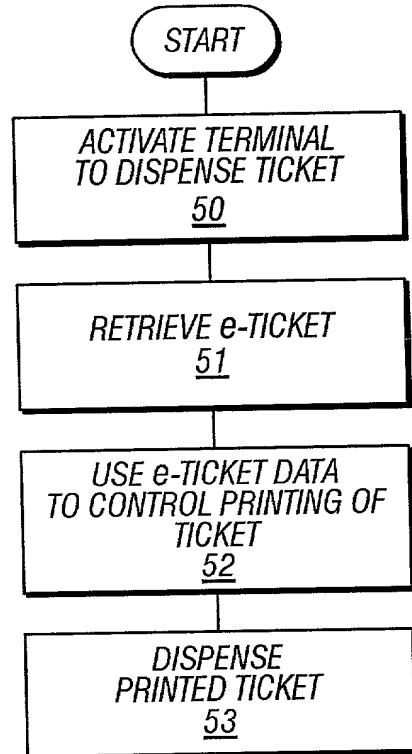 START
ACTIVATE TERMINAL
TO DISPENSE TICKET
50
RETRIEVE e-TICKET
51
USE e-TICKET DATA
TO CONTROL PRINTING OF
TICKET
52
DISPENSE
PRINTED TICKET
53